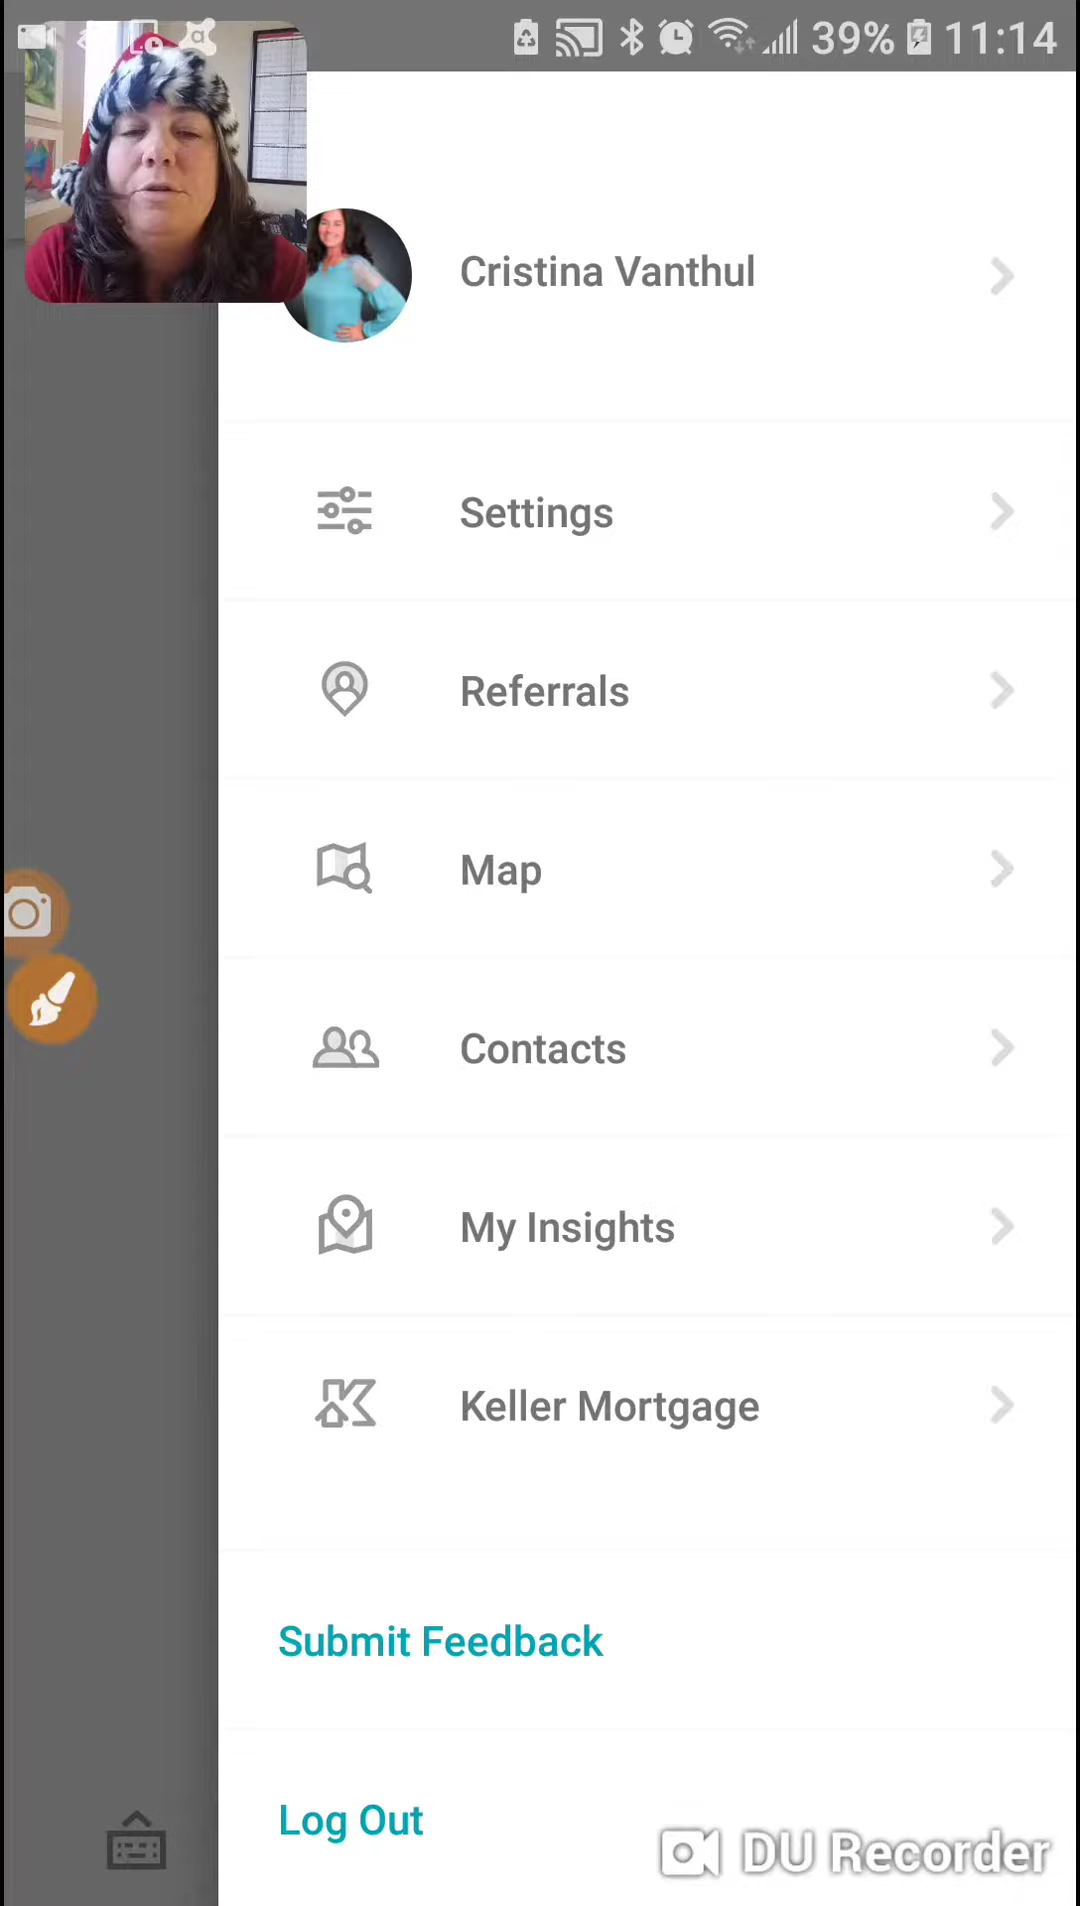 39% 11:14
Cristina Vanthul
Settings
Referrals
Map
Contacts
My Insights
Keller Mortgage
Submit Feedback
Log Out
DU Recorder